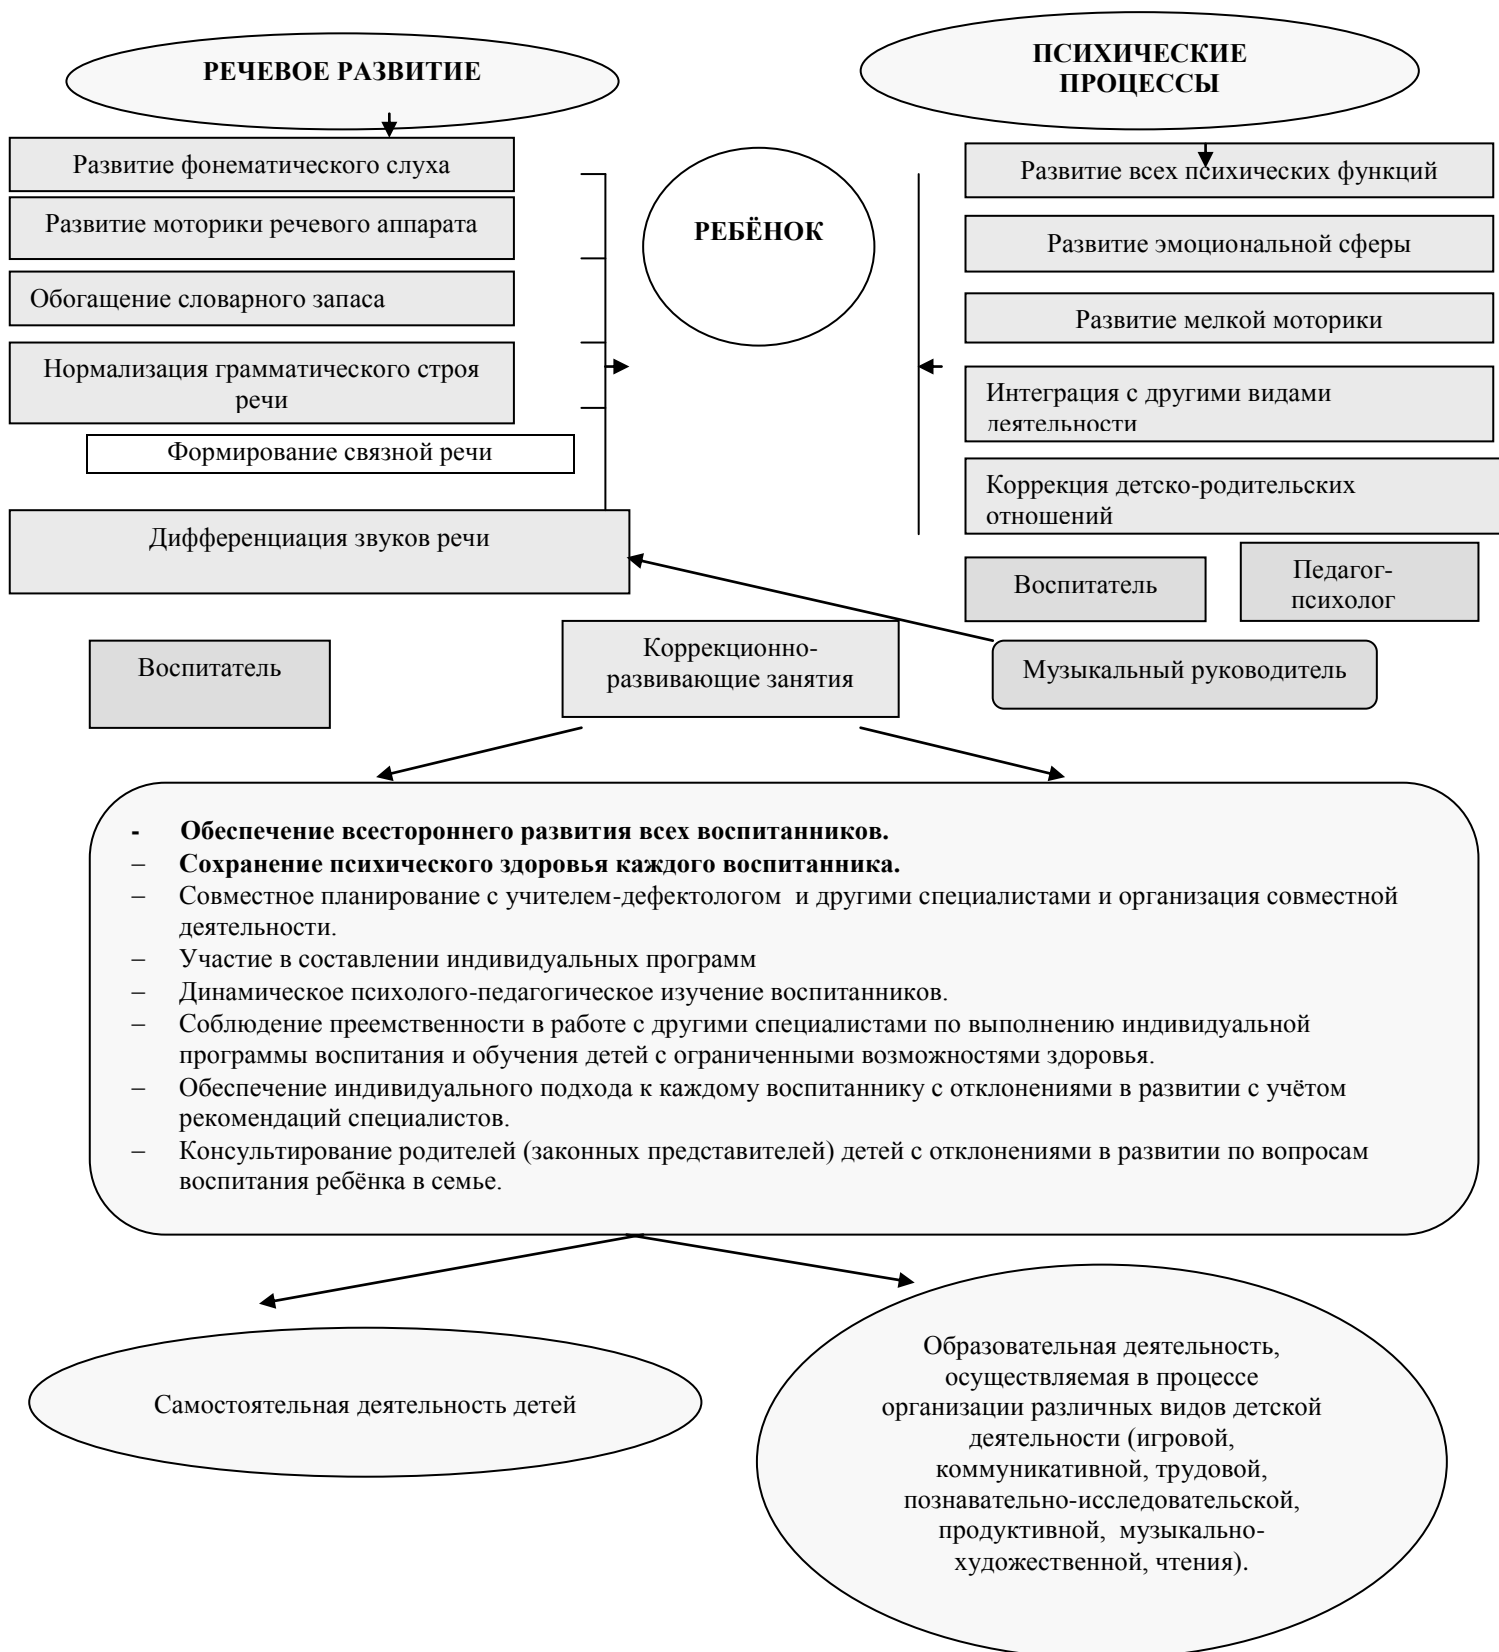 РЕЧЕВОЕ РАЗВИТИЕ
ПСИХИЧЕСКИЕ
ПРОЦЕССЫ
Развитие фонематического слуха
Развитие моторики речевого аппарата
Обогащение словарного запаса
Нормализация грамматического строя
речи
Формирование связной речи
Дифференциация звуков речи
РЕБЁНОК
Развитие всех психических функций
Развитие эмоциональной сферы
Развитие мелкой моторики
Интеграция с другими видами
деятельности
Коррекция детско-родительских
отношений
Воспитатель
Педагог-
психолог
Воспитатель
Коррекционно-
развивающие занятия
Музыкальный руководитель
- Обеспечение всестороннего развития всех воспитанников.
– Сохранение психического здоровья каждого воспитанника.
– Совместное планирование с учителем-дефектологом и другими специалистами и организация совместной
деятельности.
– Участие в составлении индивидуальных программ
– Динамическое психолого-педагогическое изучение воспитанников.
– Соблюдение преемственности в работе с другими специалистами по выполнению индивидуальной
программы воспитания и обучения детей с ограниченными возможностями здоровья.
– Обеспечение индивидуального подхода к каждому воспитаннику с отклонениями в развитии с учётом
рекомендаций специалистов.
– Консультирование родителей (законных представителей) детей с отклонениями в развитии по вопросам
воспитания ребёнка в семье.
Самостоятельная деятельность детей
Образовательная деятельность,
осуществляемая в процессе
организации различных видов детской
деятельности (игровой,
коммуникативной, трудовой,
познавательно-исследовательской,
продуктивной, музыкально-
художественной, чтения).